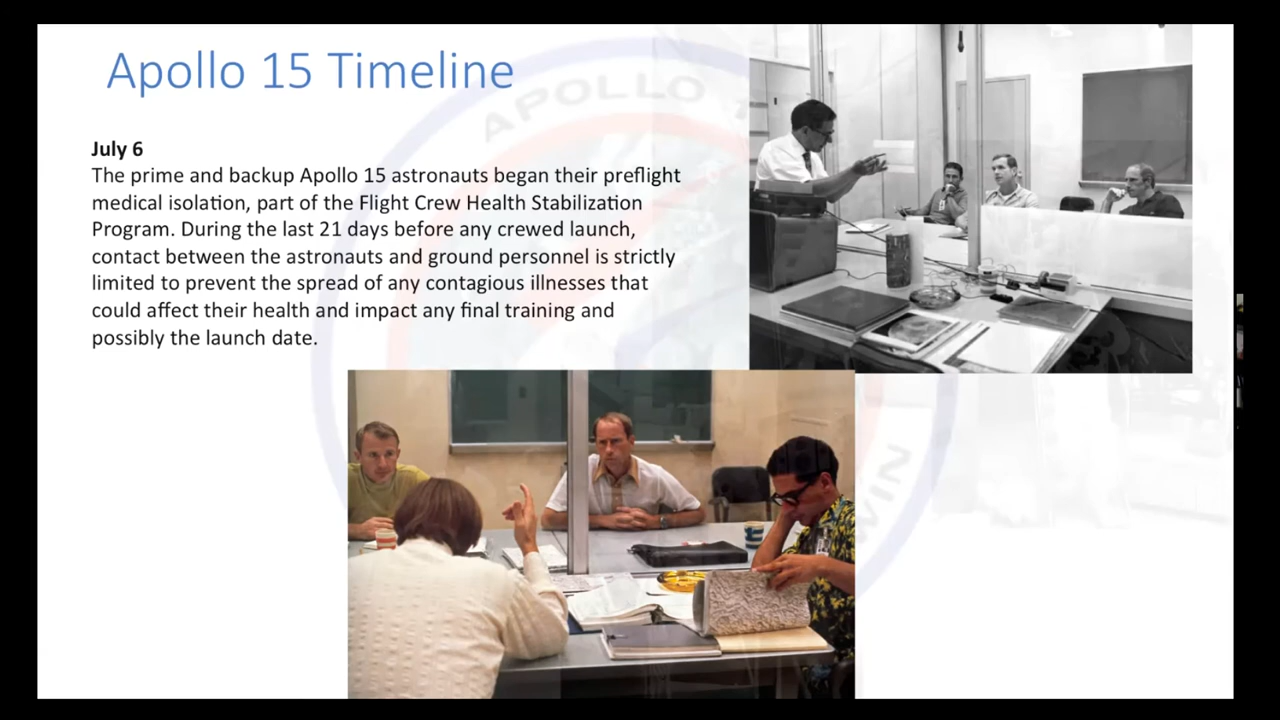 Apollo 15 Timeline
July 6
The prime and backup Apollo 15 astronauts began their preflight
medical isolation, part of the Flight Crew Health Stabilization
Program. During the last 21 days before any crewed launch,
contact between the astronauts and ground personnel is strictly
limited to prevent the spread of any contagious illnesses that
could affect their health and impact any final training and
possibly the launch date.
APOLLO
WIN